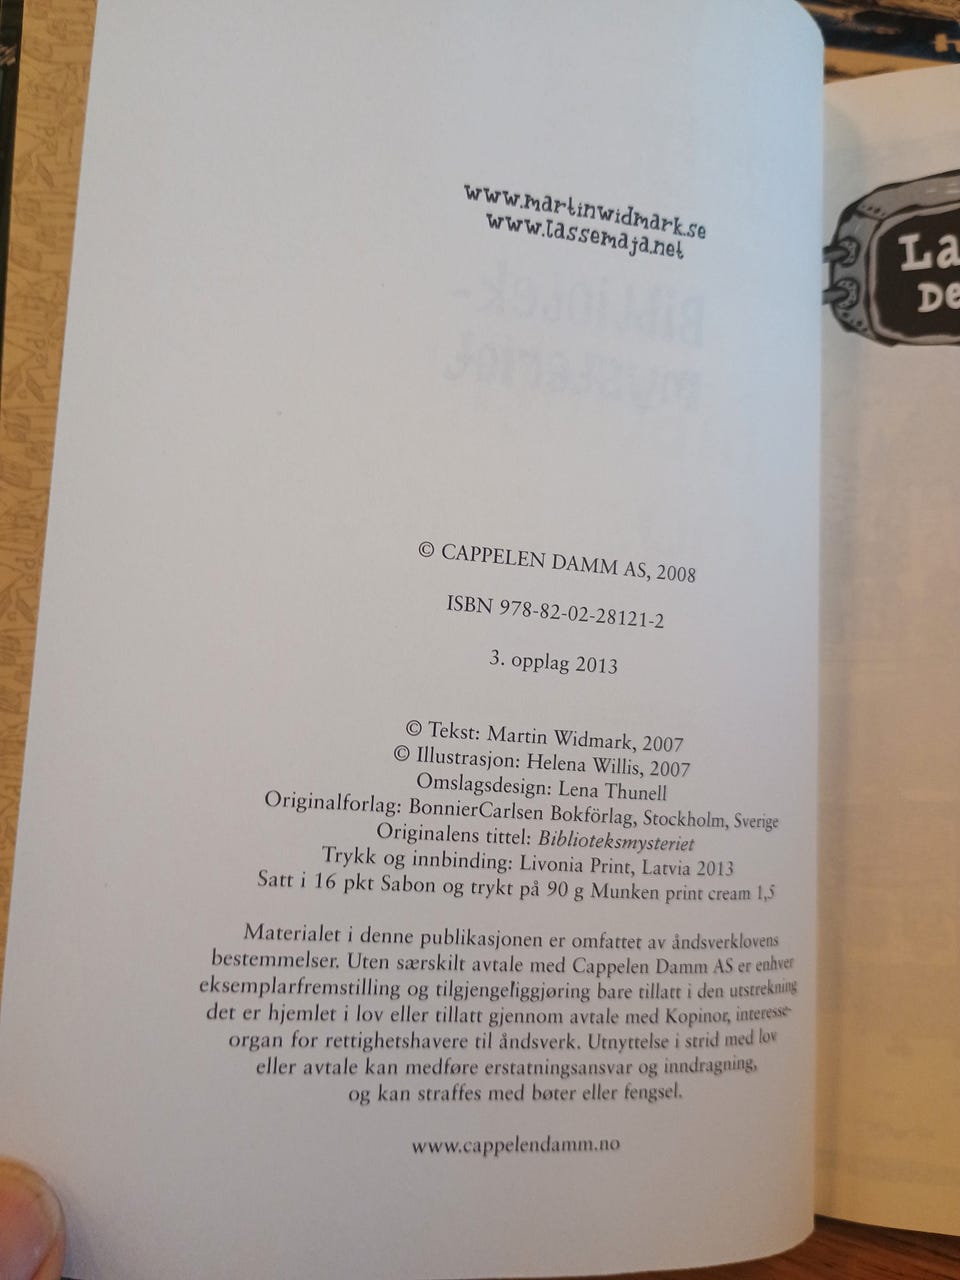 www.martinwidmark.se
www.lassemaja.net
© CAPPELEN DAMM AS, 2008
ISBN 978-82-02-28121-2
3. opplag 2013
© Tekst: Martin Widmark, 2007
© Illustrasjon: Helena Willis, 2007
Omslagsdesign: Lena Thunell
Originalforlag: BonnierCarlsen Bokförlag, Stockholm, Sverige
Originalens tittel: Biblioteksmysteriet
Trykk og innbinding: Livonia Print, Latvia 2013
Satt i 16 pkt Sabon og trykt på 90 g Munken print cream 1,5
Materialet i denne publikasjonen er omfattet av åndsverklovens
bestemmelser. Uten særskilt avtale med Cappelen Damm AS er enhver
eksemplarfremstilling og tilgjengeliggjøring bare tillatt i den utstrekning
det er hjemlet i lov eller tillatt gjennom avtale med Kopinor, interesse-
organ for rettighetshavere til åndsverk. Utnyttelse i strid med lov
eller avtale kan medføre erstatningsansvar og inndragning,
og kan straffes med bøter eller fengsel.
www.cappelendamm.no
La
De